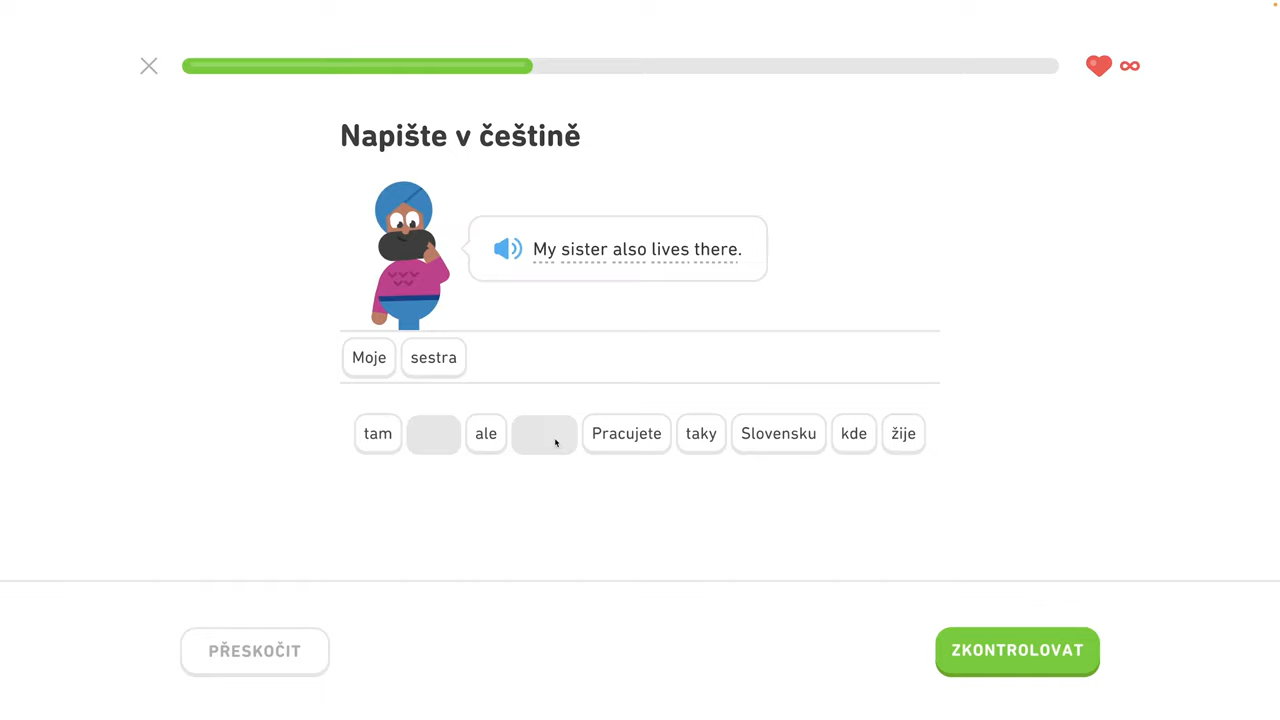 Napište v češtině
My sister also lives there.
Moje sestra
tam ale Pracujete taky Slovensku kde žije
PŘESKOČIT ZKONTROLOVAT